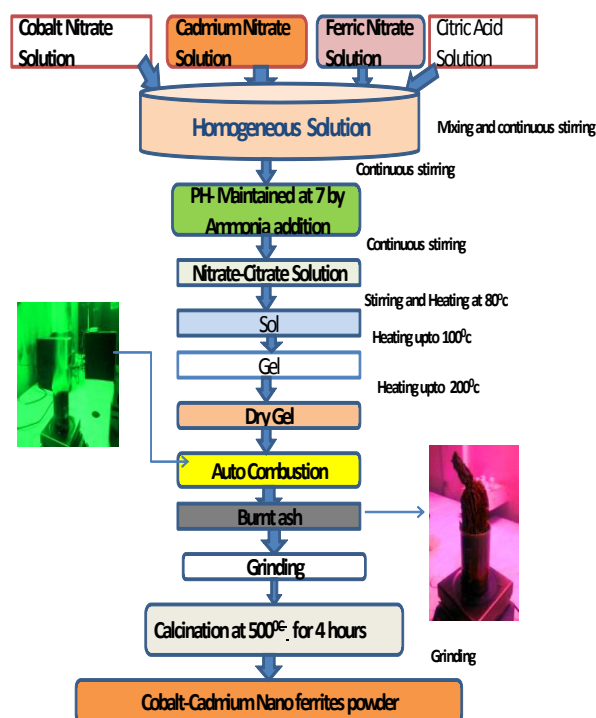 Cobalt Nitrate
Solution
Cadmium Nitrate
Solution
Ferric Nitrate
Solution
Citric Acid
Solution
Homogeneous Solution
Mixing and continuous stirring
Continuous stirring
PH- Maintained at 7 by
Ammonia addition
Continuous stirring
Nitrate-Citrate Solution
Stirring and Heating at 80⁰c
Sol
Heating upto 100⁰c
Gel
Heating upto 200⁰c
Dry Gel
Auto Combustion
Burnt ash
Grinding
Calcination at 500⁰ᶜ. for 4 hours
Grinding
Cobalt-Cadmium Nano ferrites powder